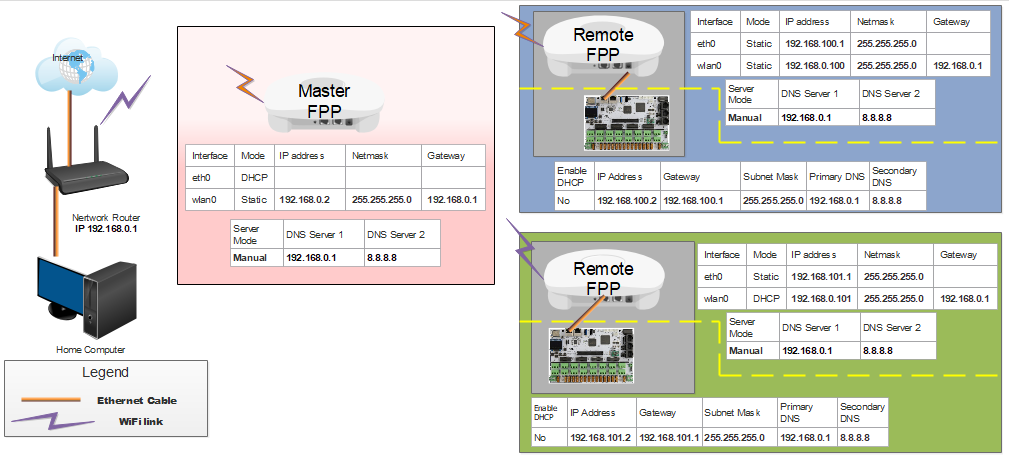 Internet
Nertwork Router
IP 192.168.0.1
Home Computer
Legend
Ethernet Cable
WiFi link
Master
FPP
Interface Mode IP address Netmask Gateway
eth0 DHCP
wlan0 Static 192.168.0.2 255.255.255.0 192.168.0.1
Server
Mode DNS Server 1 DNS Server 2
Manual 192.168.0.1 8.8.8.8
Remote
FPP
Interface Mode IP address Netmask Gateway
eth0 Static 192.168.100.1 255.255.255.0
wlan0 Static 192.168.0.100 255.255.255.0 192.168.0.1
Server
Mode DNS Server 1 DNS Server 2
Manual 192.168.0.1 8.8.8.8
Enable
DHCP IP Address Gateway Subnet Mask Primary DNS Secondary
DNS
No 192.168.100.2 192.168.100.1 255.255.255.0 192.168.0.1 8.8.8.8
Remote
FPP
Interface Mode IP address Netmask Gateway
eth0 Static 192.168.101.1 255.255.255.0
wlan0 DHCP 192.168.0.101 255.255.255.0 192.168.0.1
Server
Mode DNS Server 1 DNS Server 2
Manual 192.168.0.1 8.8.8.8
Enable
DHCP IP Address Gateway Subnet Mask Primary
DNS Secondary
DNS
No 192.168.101.2 192.168.101.1 255.255.255.0 192.168.0.1 8.8.8.8